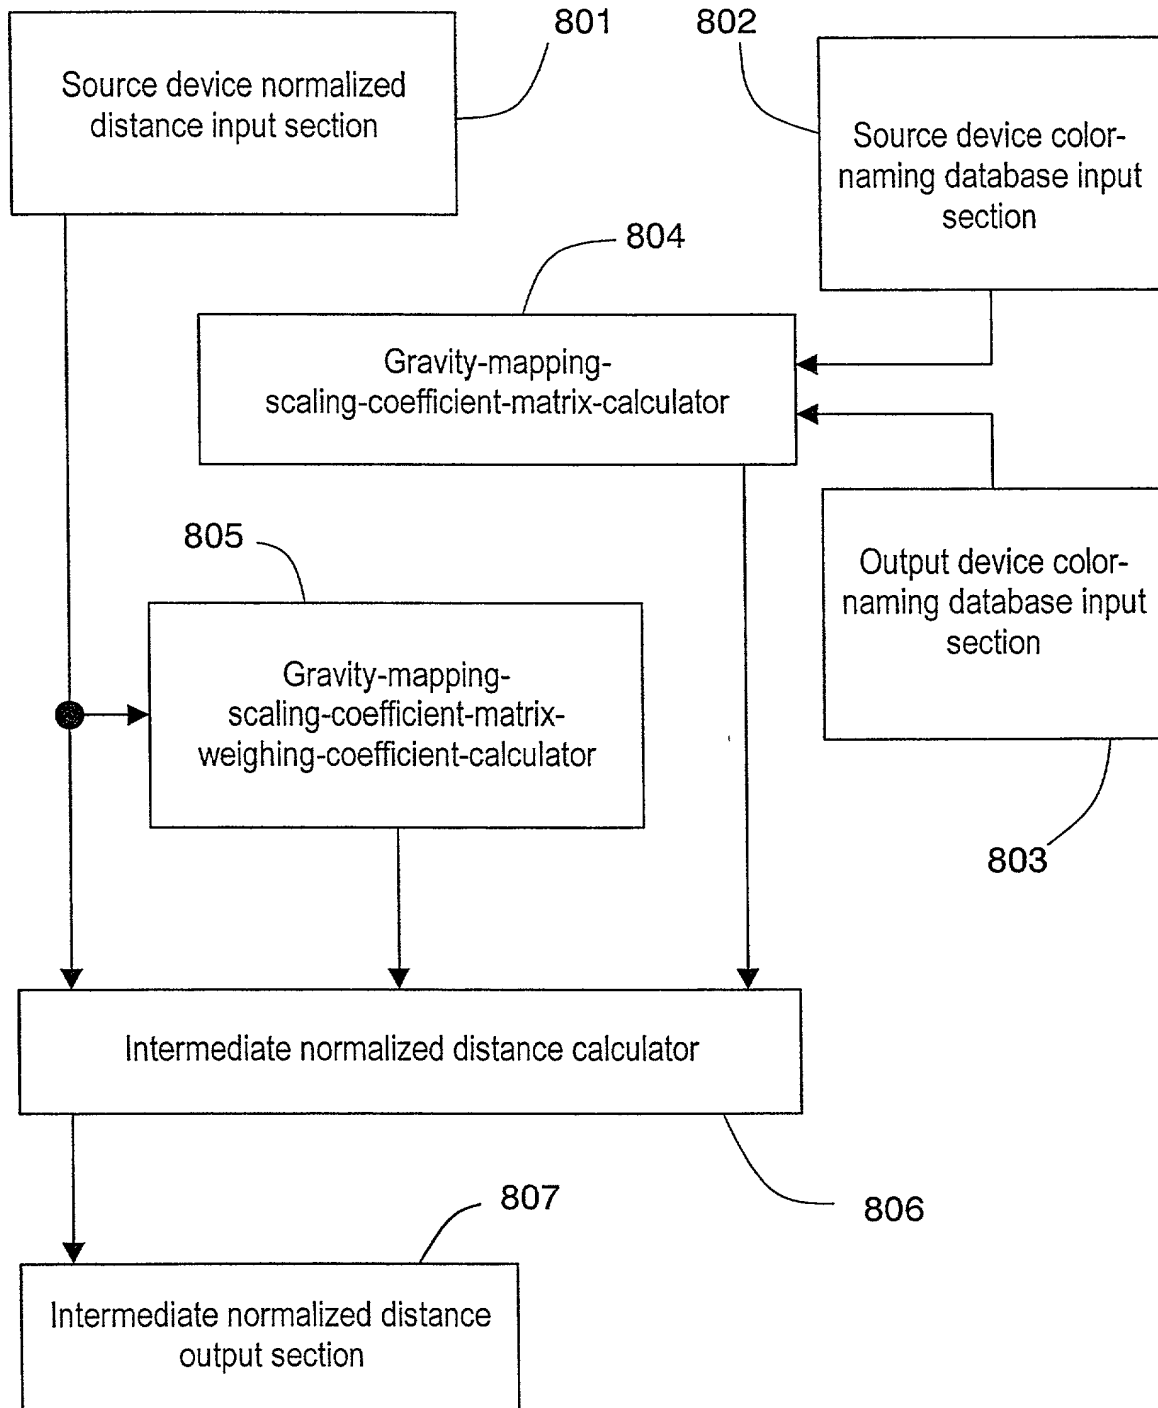 801
802
Source device normalized
distance input section
Source device color-
naming database input
section
804
Gravity-mapping-
scaling-coefficient-matrix-calculator
805
Output device color-
naming database input
section
Gravity-mapping-
scaling-coefficient-matrix-
weighing-coefficient-calculator
803
Intermediate normalized distance calculator
807
806
Intermediate normalized distance
output section